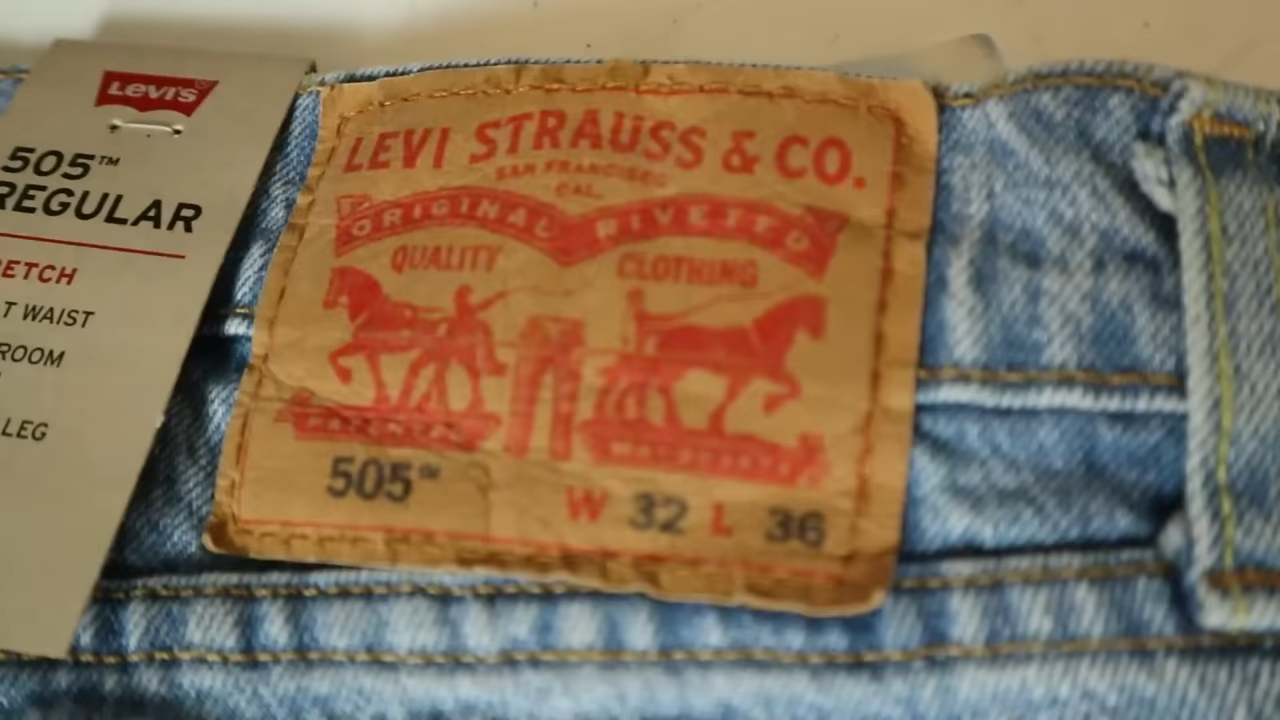 LEVI'S
505™
REGULAR
RETCH
T WAIST
ROOM
LEG
LEVI STRAUSS & CO.
SAN FRANCISCO
CAL.
ORIGINAL RIVETED
QUALITY CLOTHING
505™ W 32 L 36